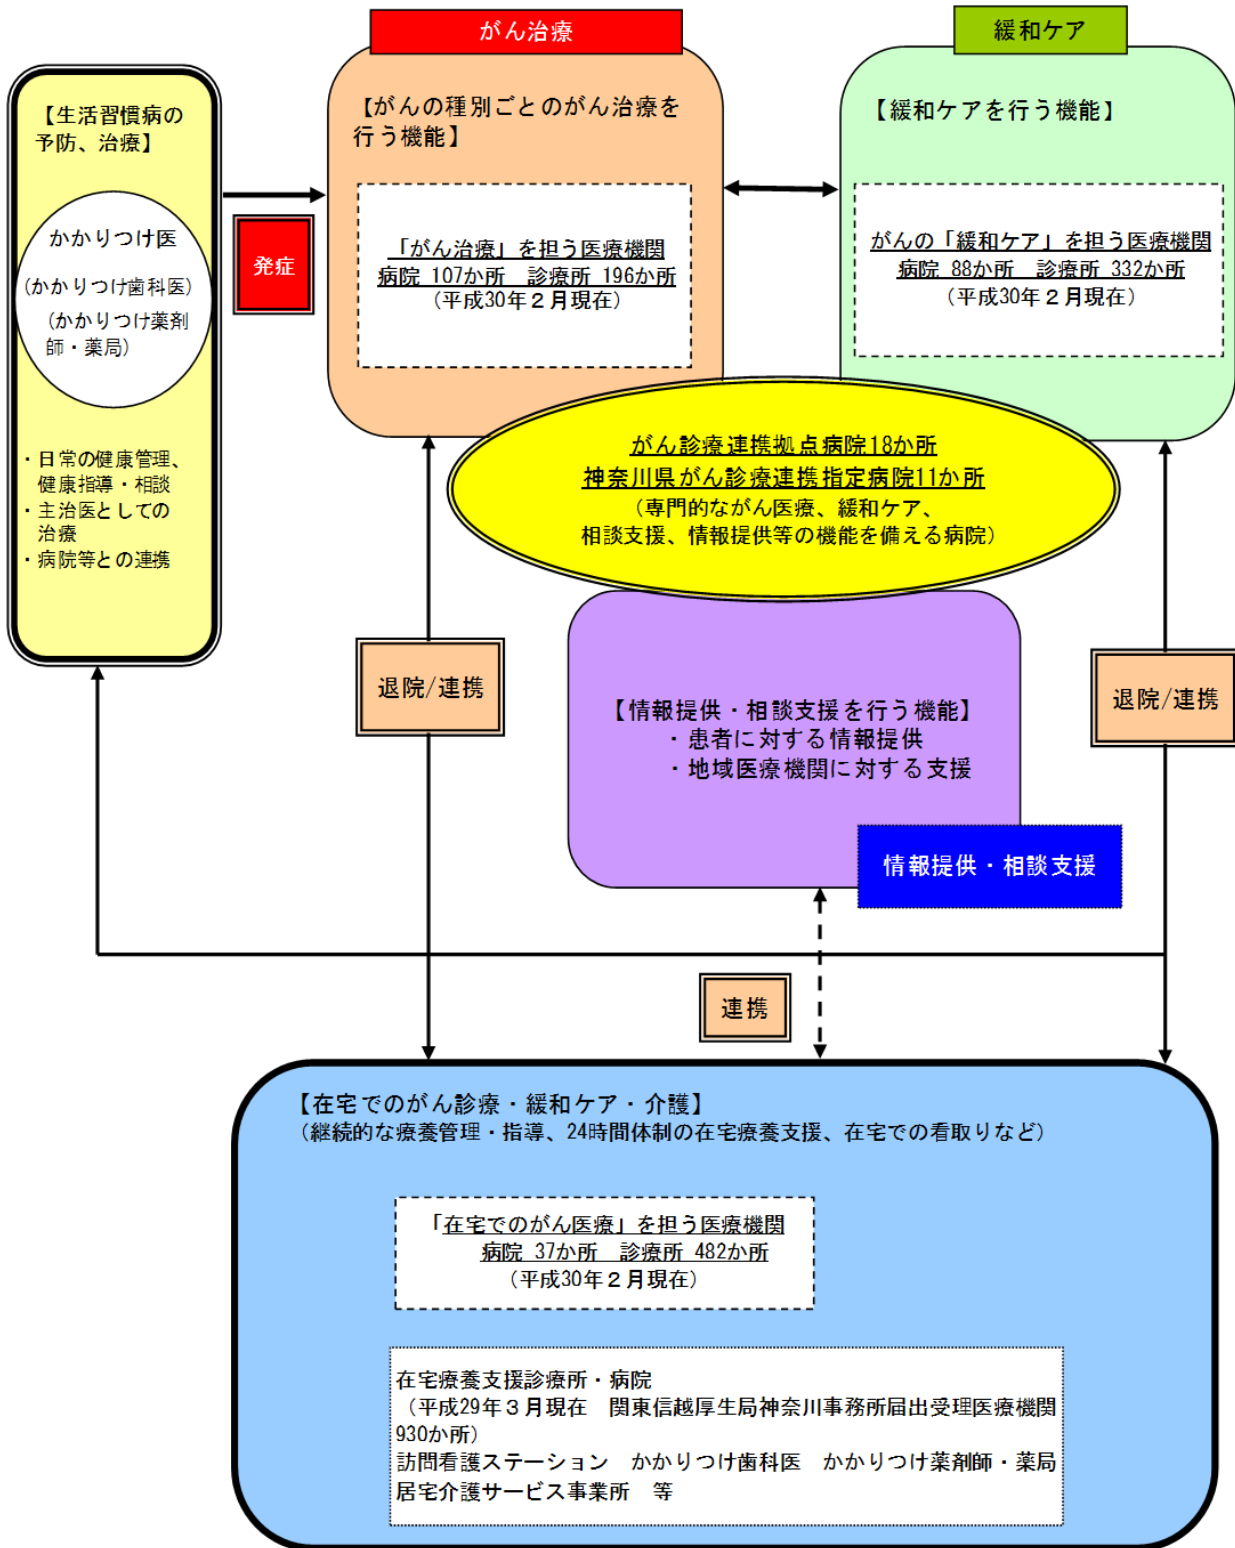 がん治療
緩和ケア
【生活習慣病の
予防、治療】
かかりつけ医
(かかりつけ歯科医)
(かかりつけ薬剤
師・薬局)
・日常の健康管理、
健康指導・相談
・主治医としての
治療
・病院等との連携
発症
【がんの種別ごとのがん治療を
行う機能】
「がん治療」を担う医療機関
病院 107か所 診療所 196か所
(平成30年2月現在)
【緩和ケアを行う機能】
がんの「緩和ケア」を担う医療機関
病院 88か所 診療所 332か所
(平成30年2月現在)
がん診療連携拠点病院18か所
神奈川県がん診療連携指定病院11か所
(専門的ながん医療、緩和ケア、
相談支援、情報提供等の機能を備える病院)
退院/連携
【情報提供・相談支援を行う機能】
・患者に対する情報提供
・地域医療機関に対する支援
退院/連携
情報提供・相談支援
連携
【在宅でのがん診療・緩和ケア・介護】
(継続的な療養管理・指導、24時間体制の在宅療養支援、在宅での看取りなど)
「在宅でのがん医療」を担う医療機関
病院 37か所 診療所 482か所
(平成30年2月現在)
在宅療養支援診療所・病院
(平成29年3月現在 関東信越厚生局神奈川事務所届出受理医療機関
930か所)
訪問看護ステーション かかりつけ歯科医 かかりつけ薬剤師・薬局
居宅介護サービス事業所 等